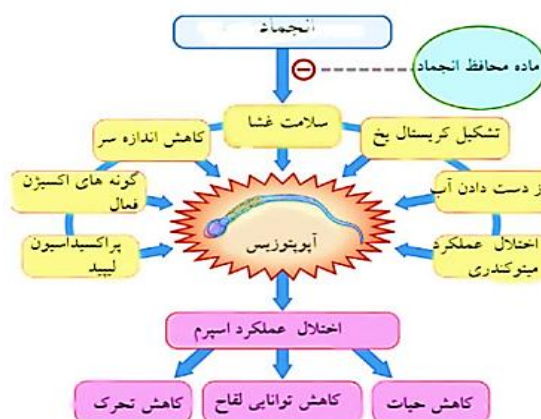 انجماد
ماده محافظ انجماد
سلامت غشا
تشکیل کریستال یخ
کاهش اندازه سر
از دست دادن آب
گونه های اکسیژن
فعال
اختلال عملکرد
میتوکندری
پراکسیداسیون
لیپید
آپوپتوزیس
اختلال عملکرد اسپرم
کاهش حیات
کاهش توانایی لقاح
کاهش تحرک